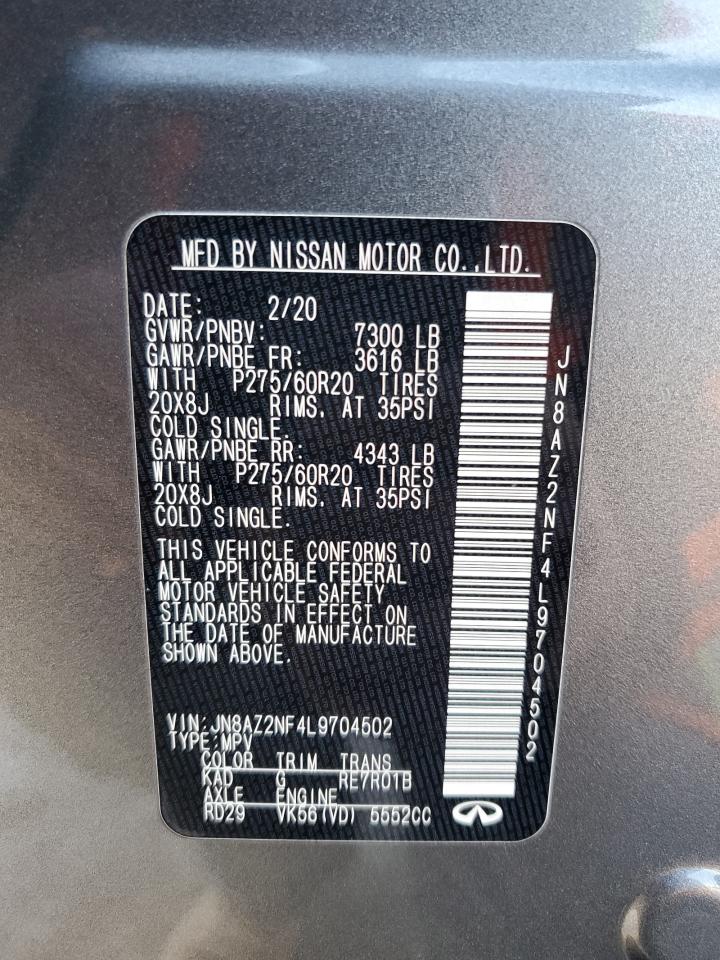 MFD BY NISSAN MOTOR CO.,LTD.
DATE: 2/20
GVWR/PNBV: 7300 LB
GAWR/PNBE FR: 3616 LB
WITH P275/60R20 TIRES
20X8J RIMS. AT 35PSI
COLD SINGLE.
GAWR/PNBE RR: 4343 LB
WITH P275/60R20 TIRES
20X8J RIMS. AT 35PSI
COLD SINGLE.
THIS VEHICLE CONFORMS TO
ALL APPLICABLE FEDERAL
MOTOR VEHICLE SAFETY
STANDARDS IN EFFECT ON
THE DATE OF MANUFACTURE
SHOWN ABOVE.
VIN:JN8AZ2NF4L9704502
TYPE:MPV
COLOR TRIM TRANS
KAD G RE7R01B
AXLE ENGINE
RD29 VK56(VD) 5552CC
JN8AZ2NF4L9704502